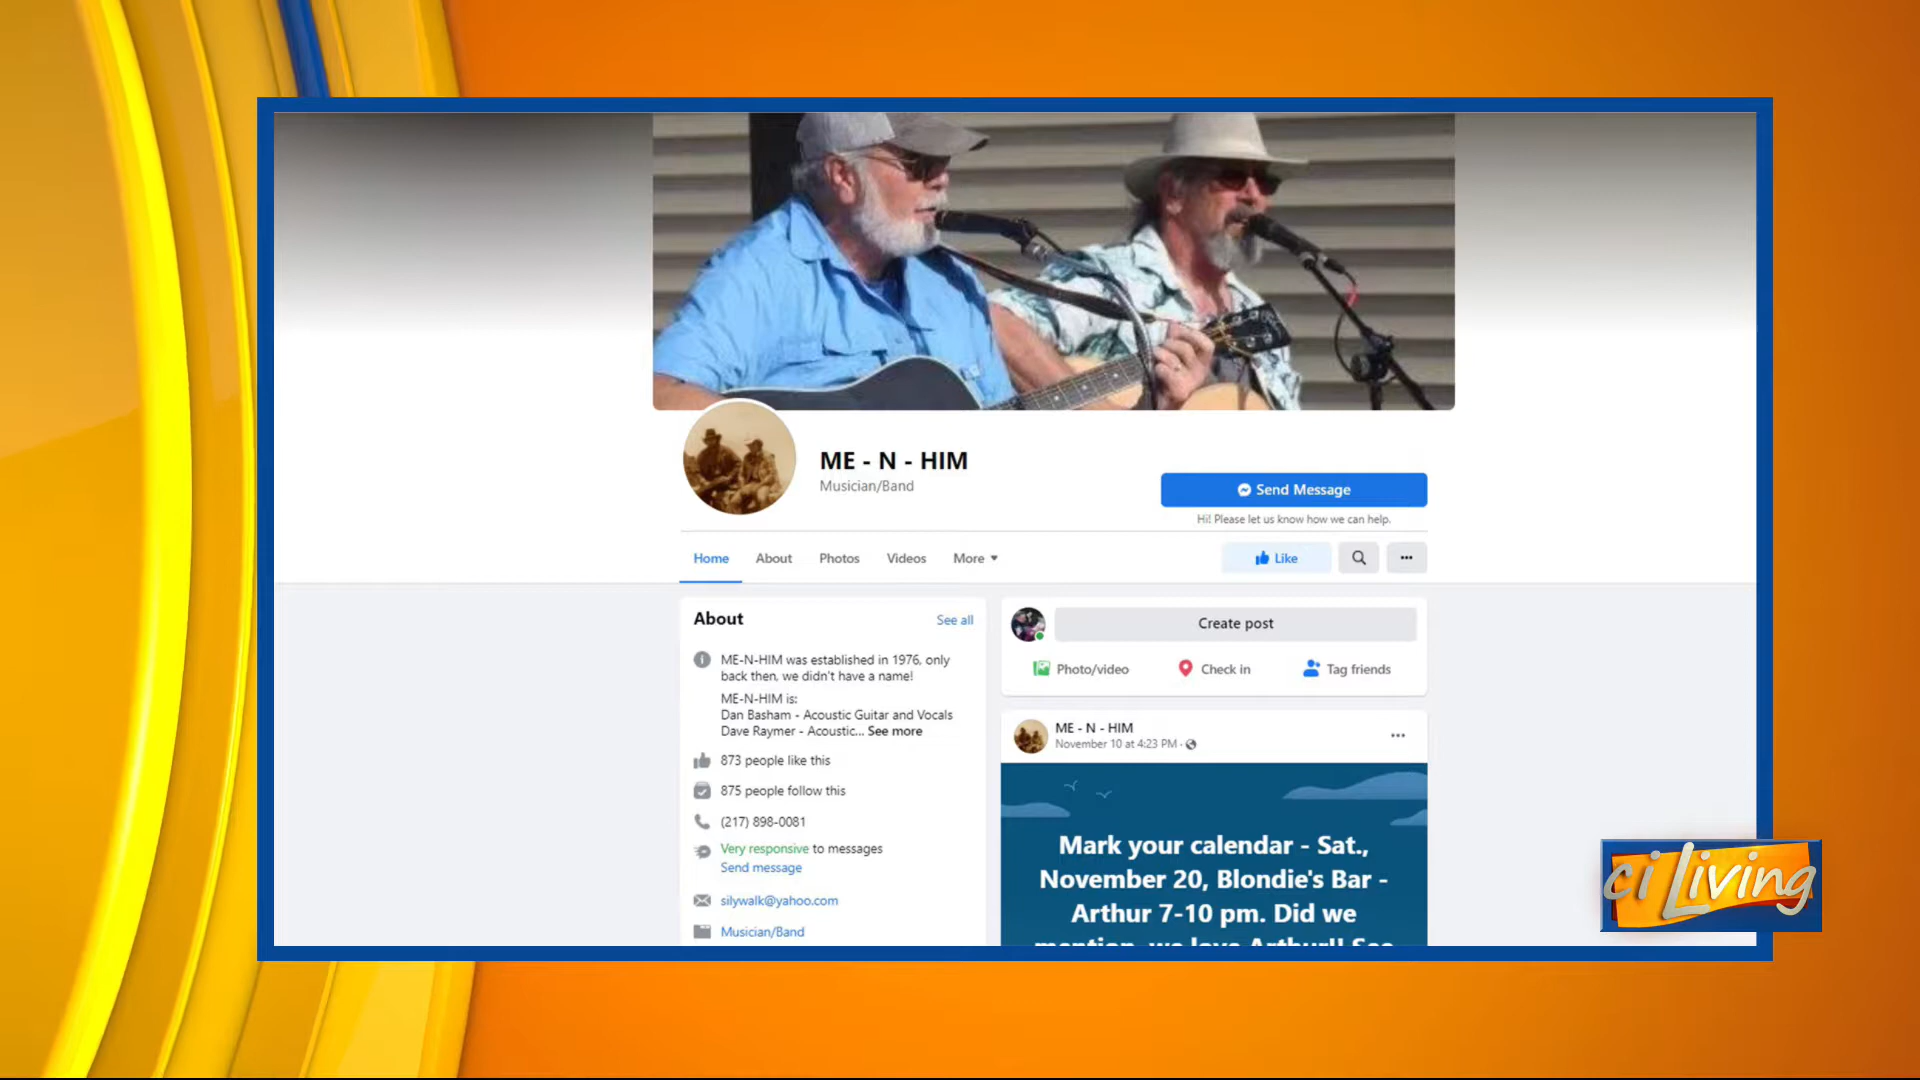 ME - N - HIM
Musician/Band
Send Message
Hi! Please let us know how we can help.
Home About Photos Videos More
Like
About See all
ME-N-HIM was established in 1976, only
back then, we didn't have a name!
ME-N-HIM is:
Dan Basham - Acoustic Guitar and Vocals
Dave Raymer - Acoustic... See more
873 people like this
875 people follow this
(217) 898-0081
Very responsive to messages
Send message
silywalk@yahoo.com
Musician/Band
Create post
Photo/video Check in Tag friends
ME - N - HIM
November 10 at 4:23 PM ·
Mark your calendar - Sat.,
November 20, Blondie's Bar -
Arthur 7-10 pm. Did we
mention, we love Arthur!! See
ci Living